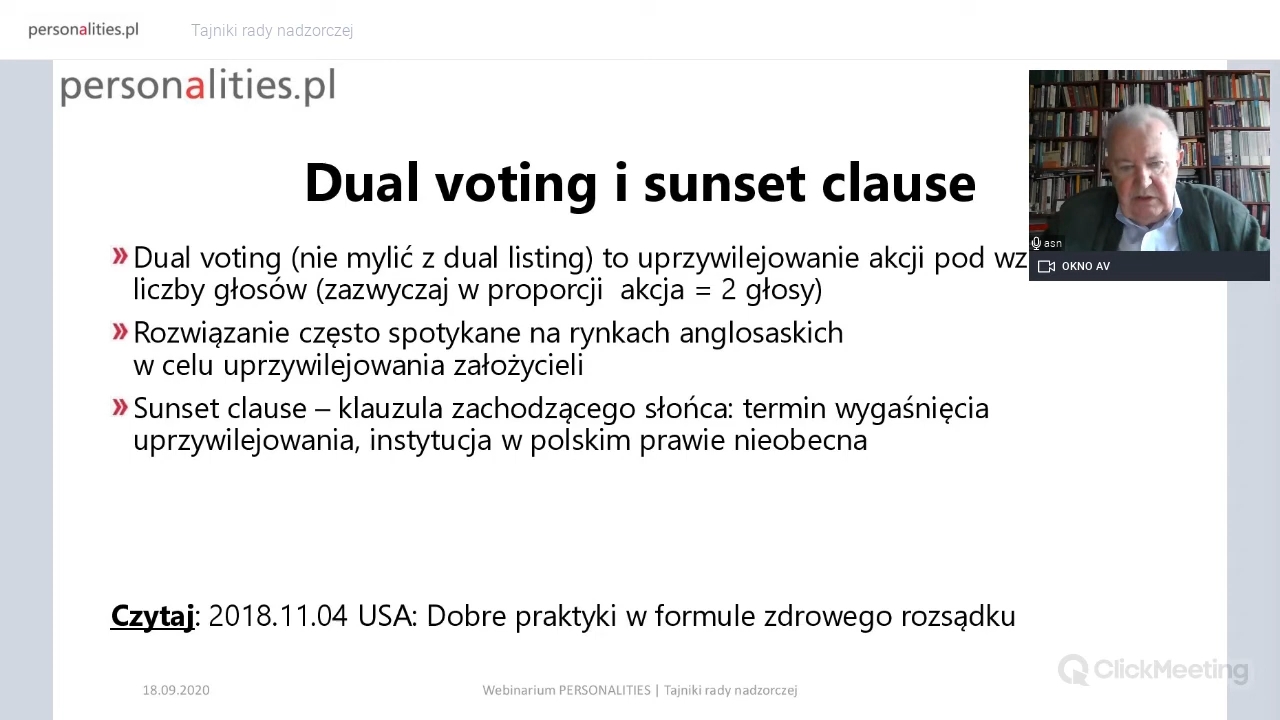 personalities.pl
Tajniki rady nadzorczej
personalities.pl
Dual voting i sunset clause
» Dual voting (nie mylić z dual listing) to uprzywilejowanie akcji pod
liczby głosów (zazwyczaj w proporcji akcja = 2 głosy)
» Rozwiązanie często spotykane na rynkach anglosaskich
w celu uprzywilejowania założycieli
» Sunset clause – klauzula zachodzącego słońca: termin wygaśnięcia
uprzywilejowania, instytucja w polskim prawie nieobecna
asn
OKNO AV
Czytaj: 2018.11.04 USA: Dobre praktyki w formule zdrowego rozsądku
ClickMeeting
18.09.2020
Webinarium PERSONALITIES | Tajniki rady nadzorczej